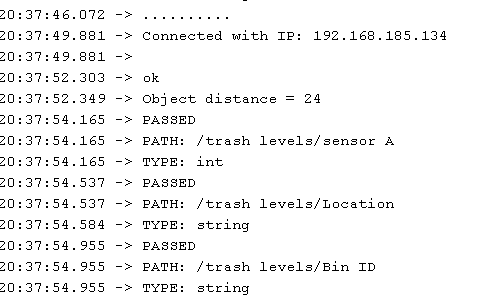 20:37:46.072 -> ..........
20:37:49.881 -> Connected with IP: 192.168.185.134
20:37:49.881 ->
20:37:52.303 -> ok
20:37:52.349 -> Object distance = 24
20:37:54.165 -> PASSED
20:37:54.165 -> PATH: /trash levels/sensor A
20:37:54.165 -> TYPE: int
20:37:54.537 -> PASSED
20:37:54.537 -> PATH: /trash levels/Location
20:37:54.584 -> TYPE: string
20:37:54.955 -> PASSED
20:37:54.955 -> PATH: /trash levels/Bin ID
20:37:54.955 -> TYPE: string